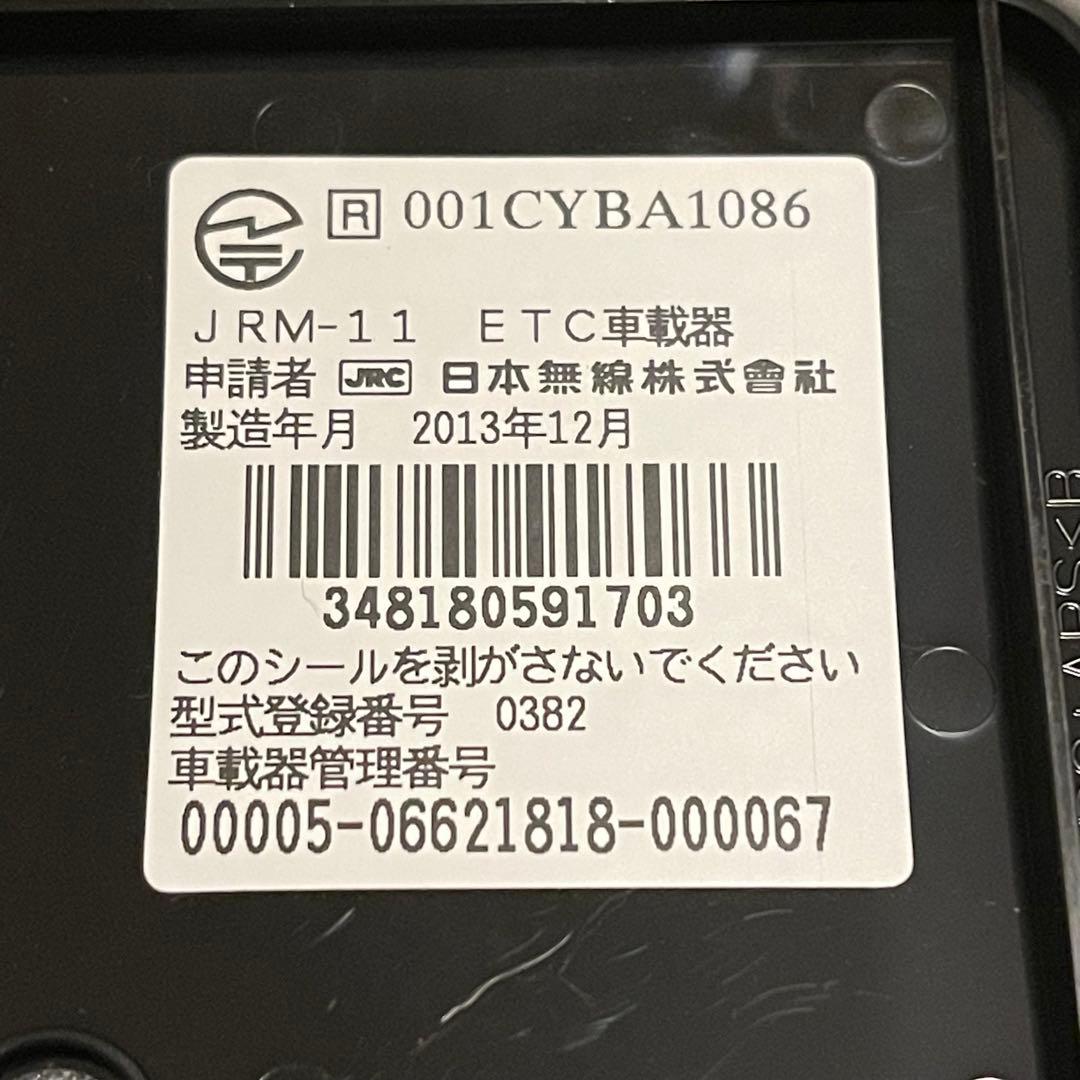 R 001CYBA1086
JRM-11 ETC車載器
申請者 JRC 日本無線株式會社
製造年月 2013年12月
348180591703
このシールを剥がさないでください
型式登録番号 0382
車載器管理番号
00005-06621818-000067